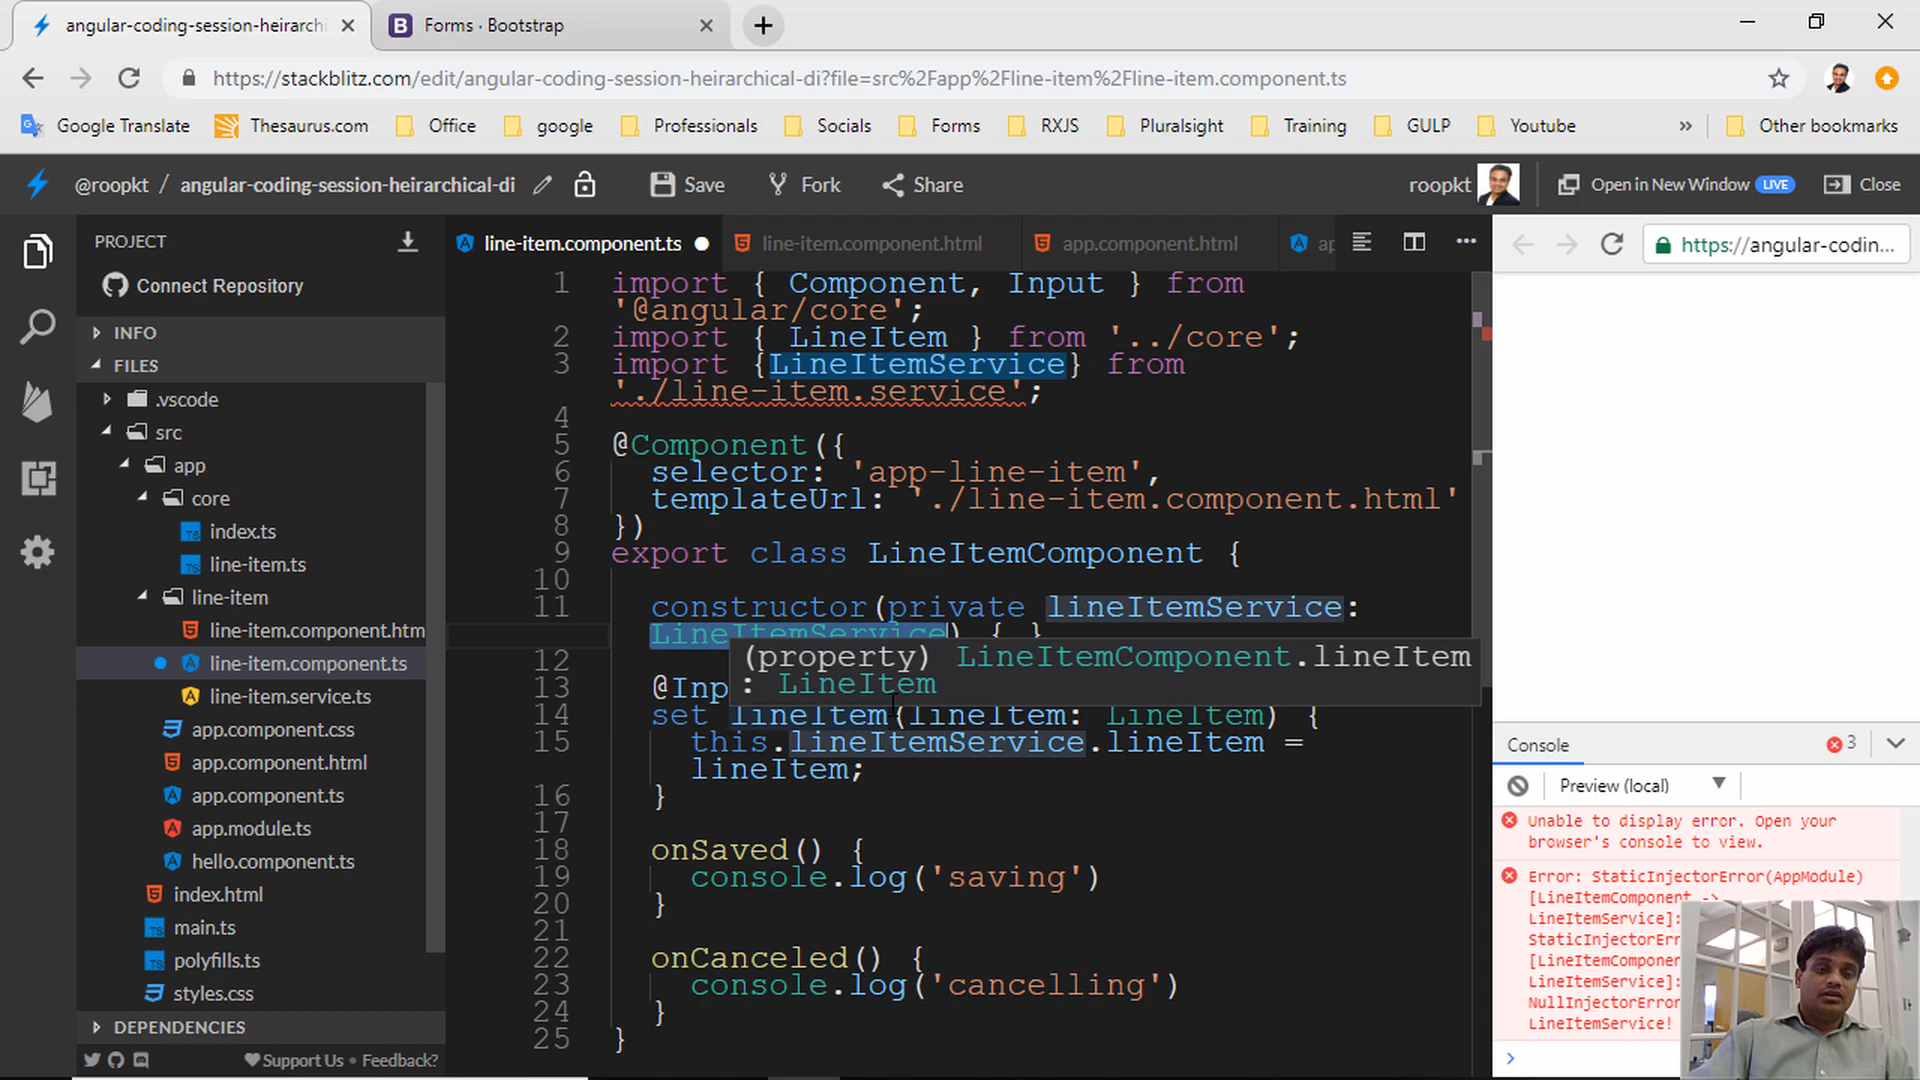 angular-coding-session-heirarchi
Forms · Bootstrap
https://stackblitz.com/edit/angular-coding-session-heirarchical-di?file=src%2Fapp%2Fline-item%2Fline-item.component.ts
Google Translate
Thesaurus.com
Office
google
Professionals
Socials
Forms
RXJS
Pluralsight
Training
GULP
Youtube
»
Other bookmarks
@roopkt / angular-coding-session-heirarchical-di
Save
Fork
Share
roopkt
Open in New Window LIVE
Close
PROJECT
Connect Repository
INFO
FILES
.vscode
src
app
core
index.ts
line-item.ts
line-item
line-item.component.htm
line-item.component.ts
line-item.service.ts
app.component.css
app.component.html
app.component.ts
app.module.ts
hello.component.ts
index.html
main.ts
polyfills.ts
styles.css
DEPENDENCIES
Support Us • Feedback?
line-item.component.ts
line-item.component.html
app.component.html
ap
1 import { Component, Input } from
'@angular/core';
2 import { LineItem } from '../core';
3 import {LineItemService} from
'./line-item.service';
4
5 @Component({
6 selector: 'app-line-item',
7 templateUrl: './line-item.component.html'
8 })
9 export class LineItemComponent {
10
11 constructor(private lineItemService:
LineItemService) { }
12
(property) LineItemComponent.lineItem
: LineItem
13 @Inp
14 set lineItem(lineItem: LineItem) {
15 this.lineItemService.lineItem =
lineItem;
16 }
17
18 onSaved() {
19 console.log('saving')
20 }
21
22 onCanceled() {
23 console.log('cancelling')
24 }
25 }
https://angular-codin...
Console
3
Preview (local)
Unable to display error. Open your
browser's console to view.
Error: StaticInjectorError(AppModule)
[LineItemComponent ->
LineItemService]:
StaticInjectorErr
[LineItemComponen
LineItemService]:
NullInjectorError
LineItemService!